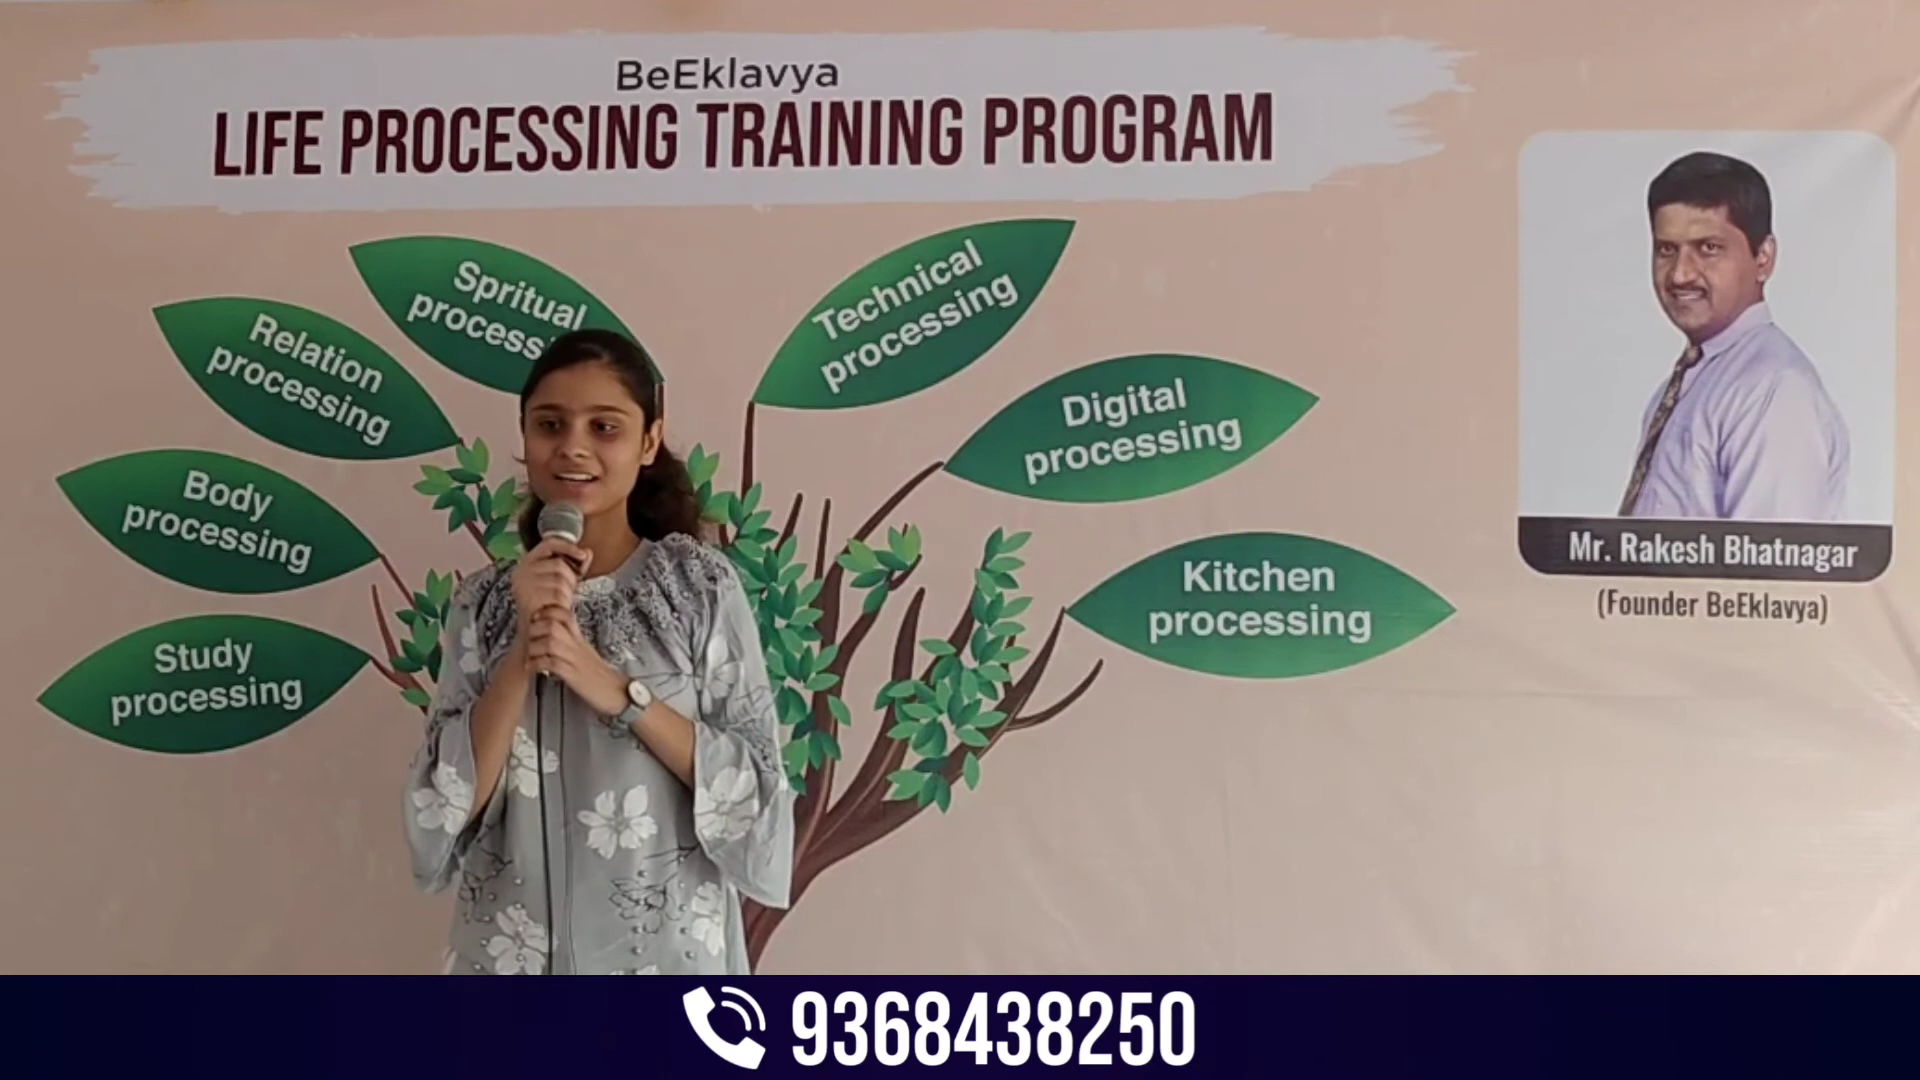 BeEklavya
LIFE PROCESSING TRAINING PROGRAM
Spritual
Technical
processing
Relation
processing
Digital
processing
Body
processing
Kitchen
processing
Study
processing
Mr. Rakesh Bhatnagar
(Founder BeEklavya)
9368438250